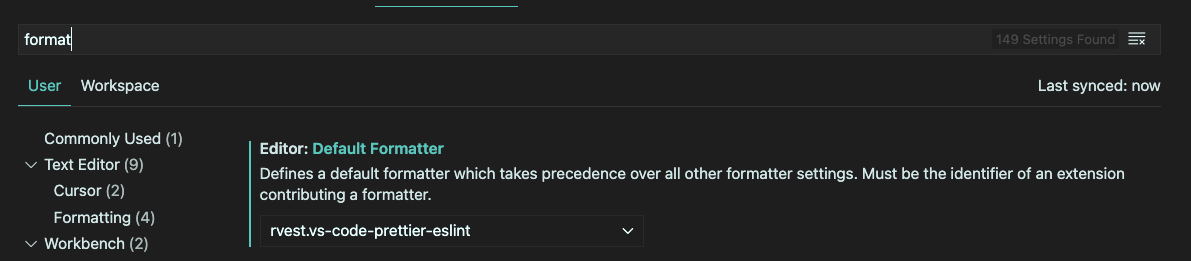 format
149 Settings Found
User
Workspace
Last synced: now
Commonly Used (1)
Text Editor (9)
Cursor (2)
Formatting (4)
Workbench (2)
Editor: Default Formatter
Defines a default formatter which takes precedence over all other formatter settings. Must be the identifier of an extension
contributing a formatter.
rvest.vs-code-prettier-eslint